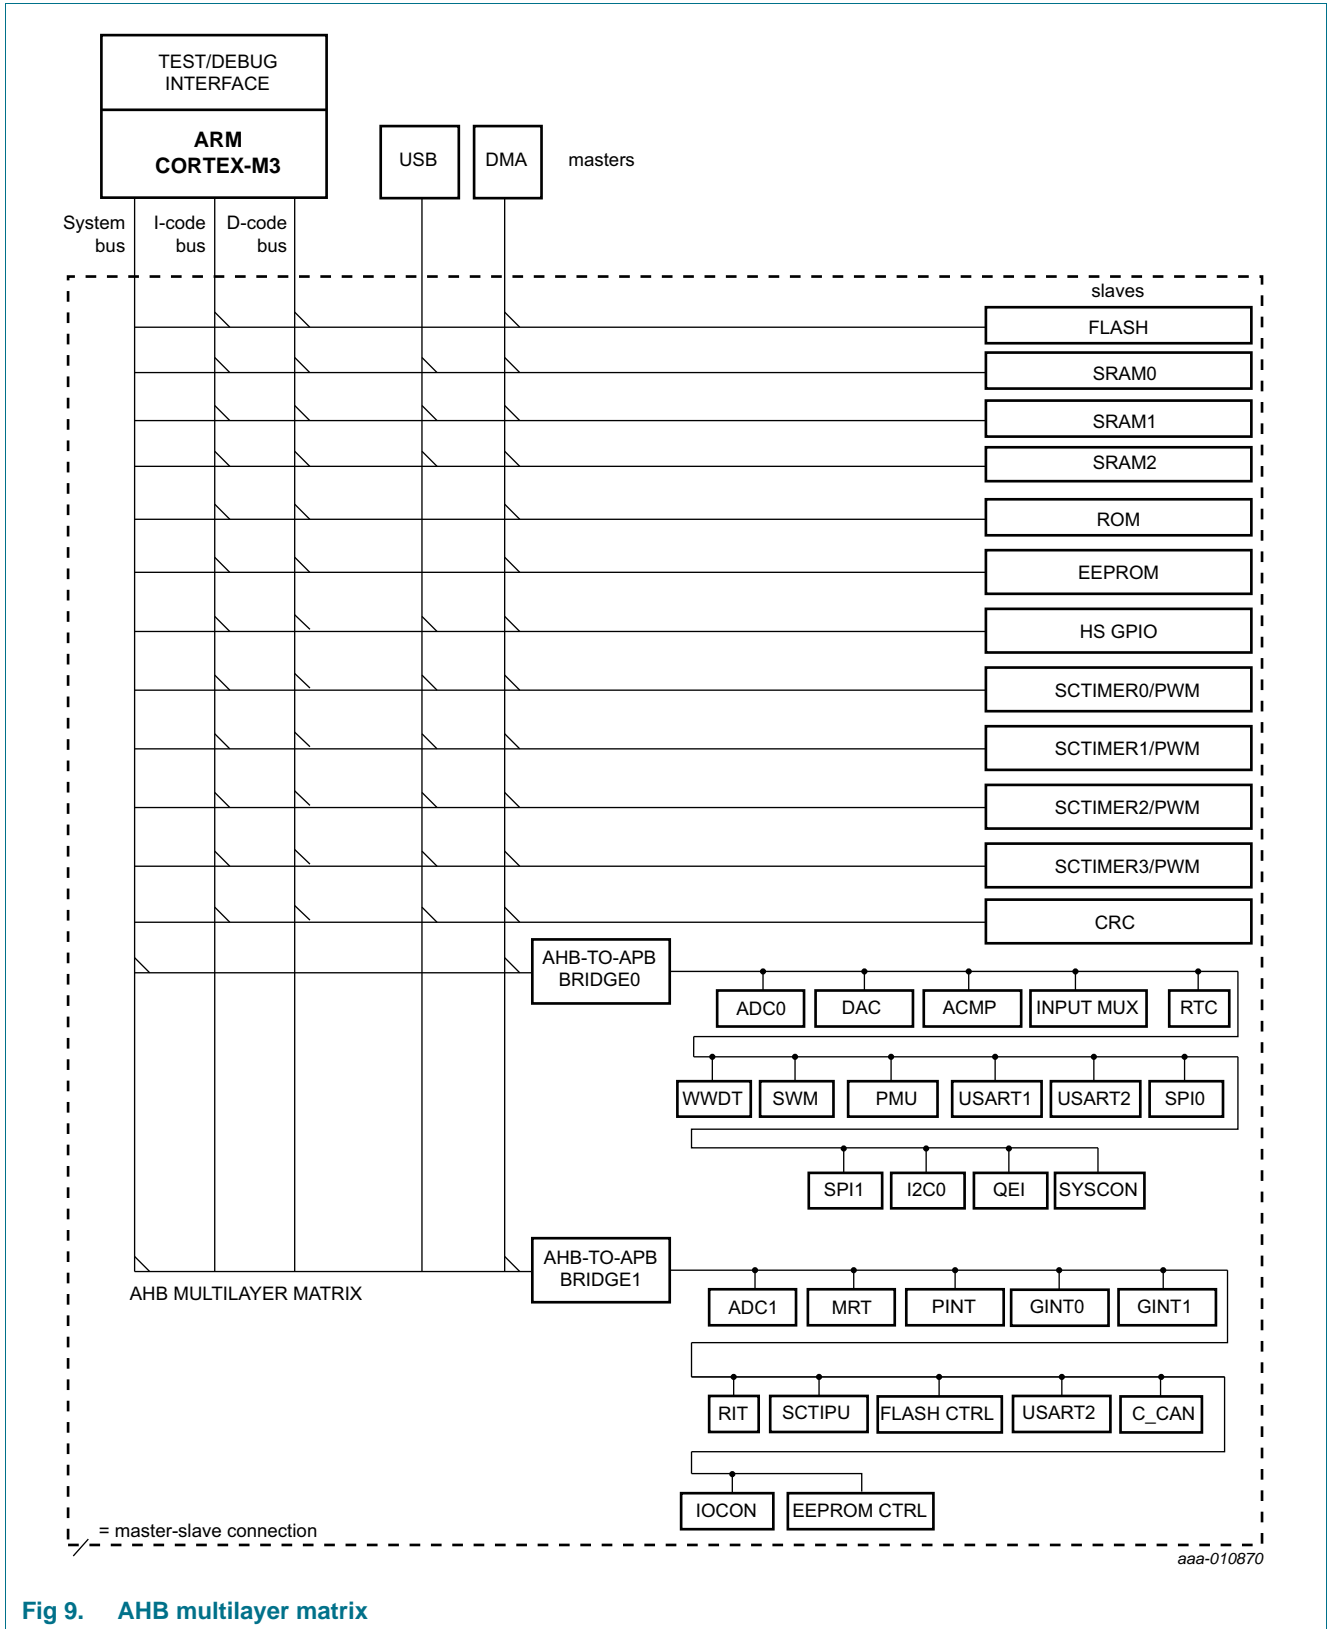 TEST/DEBUG
INTERFACE
ARM
CORTEX-M3
USB
DMA
masters
System
bus
I-code
bus
D-code
bus
slaves
FLASH
SRAM0
SRAM1
SRAM2
ROM
EEPROM
HS GPIO
SCTIMER0/PWM
SCTIMER1/PWM
SCTIMER2/PWM
SCTIMER3/PWM
CRC
AHB-TO-APB
BRIDGE0
ADC0
DAC
ACMP
INPUT MUX
RTC
WWDT
SWM
PMU
USART1
USART2
SPI0
SPI1
I2C0
QEI
SYSCON
AHB-TO-APB
BRIDGE1
AHB MULTILAYER MATRIX
ADC1
MRT
PINT
GINT0
GINT1
RIT
SCTIPU
FLASH CTRL
USART2
C_CAN
IOCON
EEPROM CTRL
= master-slave connection
aaa-010870
Fig 9. AHB multilayer matrix